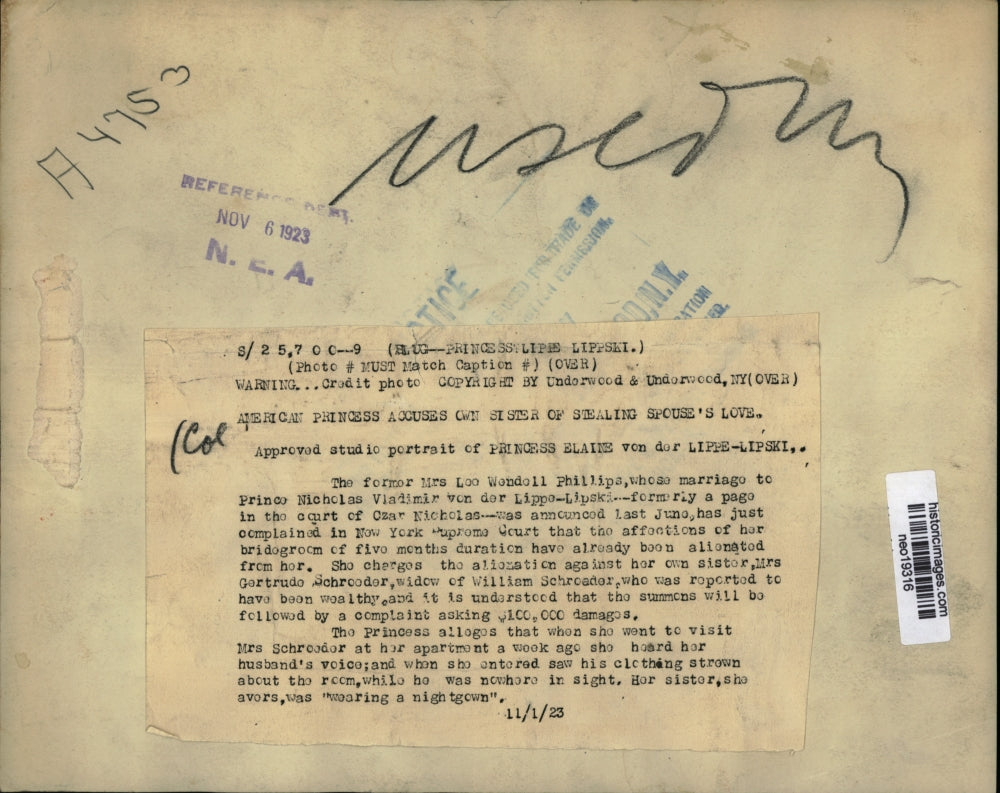 A 4753
REFERENCE DEPT.
NOV 6 1923
N. E. A.
S/25,700--9 (SLUG--PRINCESS LIPPE LIPPSKI.)
(Photo # MUST Match Caption #) (OVER)
WARNING...Credit photo COPYRIGHT BY Underwood & Underwood,NY(OVER)
AMERICAN PRINCESS ACCUSES OWN SISTER OF STEALING SPOUSE'S LOVE.
(Col
Approved studio portrait of PRINCESS ELAINE von der LIPPE-LIPSKI,.
The former Mrs Leo Wendell Phillips,whose marriage to
Prince Nicholas Vladimir von der Lippe-Lipski--formerly a page
in the court of Czar Nicholas--was announced last June,has just
complained in New York Supreme Court that the affections of her
bridegroom of five months duration have already been alienated
from her. She charges the alienation against her own sister,Mrs
Gertrude Schroeder,widow of William Schroeder,who was reported to
have been wealthy,and it is understood that the summons will be
followed by a complaint asking $100,000 damages.
The Princess alleges that when she went to visit
Mrs Schroeder at her apartment a week ago she heard her
husband's voice;and when she entered saw his clothing strewn
about the room,while he was nowhere in sight. Her sister,she
avers,was "wearing a nightgown".
11/1/23
historicimages.com
neo19316